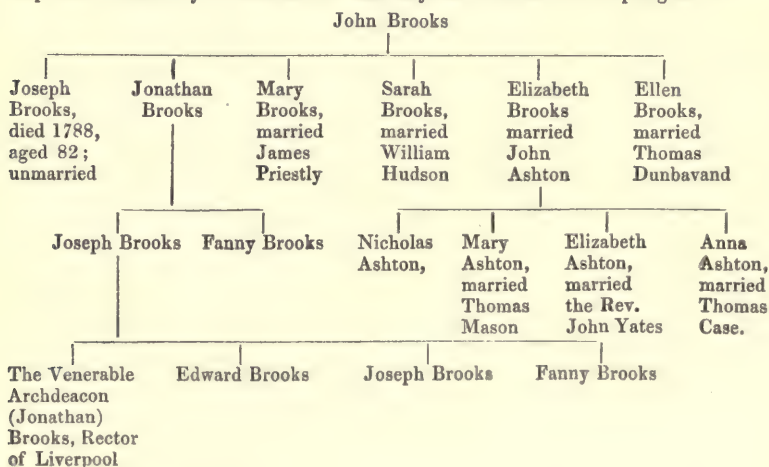 John Brooks
Joseph
Brooks,
died 1788,
aged 82;
unmarried
Jonathan
Brooks
Mary
Brooks,
married
James
Priestly
Sarah
Brooks,
married
William
Hudson
Elizabeth
Brooks
married
John
Ashton
Ellen
Brooks,
married
Thomas
Dunbavand
Joseph Brooks
Fanny Brooks
Nicholas
Ashton,
Mary
Ashton,
married
Thomas
Mason
Elizabeth
Ashton,
married
the Rev.
John Yates
Anna
Ashton,
married
Thomas
Case.
The Venerable
Archdeacon
(Jonathan)
Brooks, Rector
of Liverpool
Edward Brooks
Joseph Brooks
Fanny Brooks